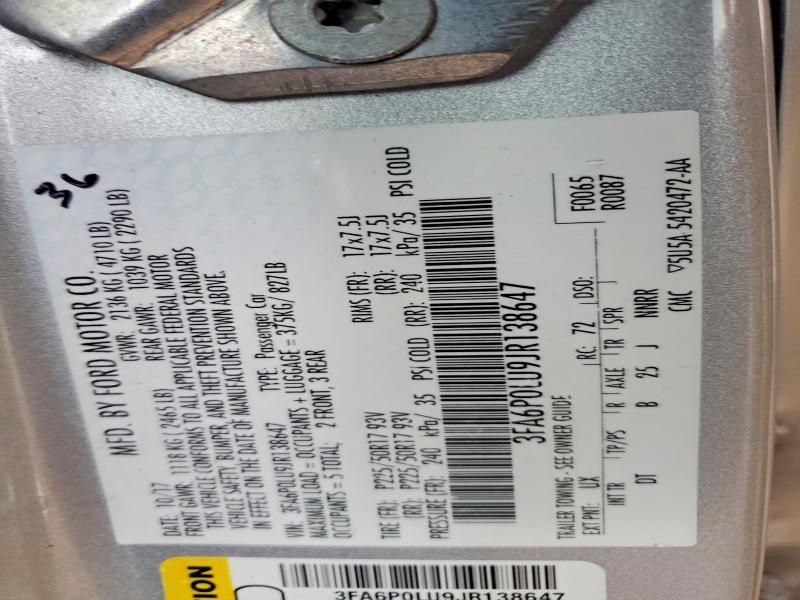 36
MFD. BY FORD MOTOR CO.
DATE: 10/17 GVWR: 2136 KG ( 4710 LB)
FRONT GAWR: 1118 KG ( 2465 LB) REAR GAWR: 1039 KG ( 2290 LB)
THIS VEHICLE CONFORMS TO ALL APPLICABLE FEDERAL MOTOR
VEHICLE SAFETY, BUMPER, AND THEFT PREVENTION STANDARDS
IN EFFECT ON THE DATE OF MANUFACTURE SHOWN ABOVE.
VIN: 3FA6P0LU9JR138647 TYPE: Passenger Car
MAXIMUM LOAD = OCCUPANTS + LUGGAGE = 375KG/ 827LB
OCCUPANTS = 5 TOTAL; 2 FRONT, 3 REAR
TIRE (FR): P225/50R17 93V RIMS (FR): 17x7.5J
(RR): P225/50R17 93V (RR): 17x7.5J
PRESSURE (FR): 240 kPa/ 35 PSI COLD (RR): 240 kPa/ 35 PSI COLD
3FA6P0LU9JR138647
TRAILER TOWING - SEE OWNER GUIDE
F0065
R0087
EXT PNT: UX RC: 72 DSO:
INT TR TP/PS R AXLE TR SPR
DT B 25 J NNRR
CMC ▽5U5A 5420472-AA
TION
3FA6P0LU9JR138647